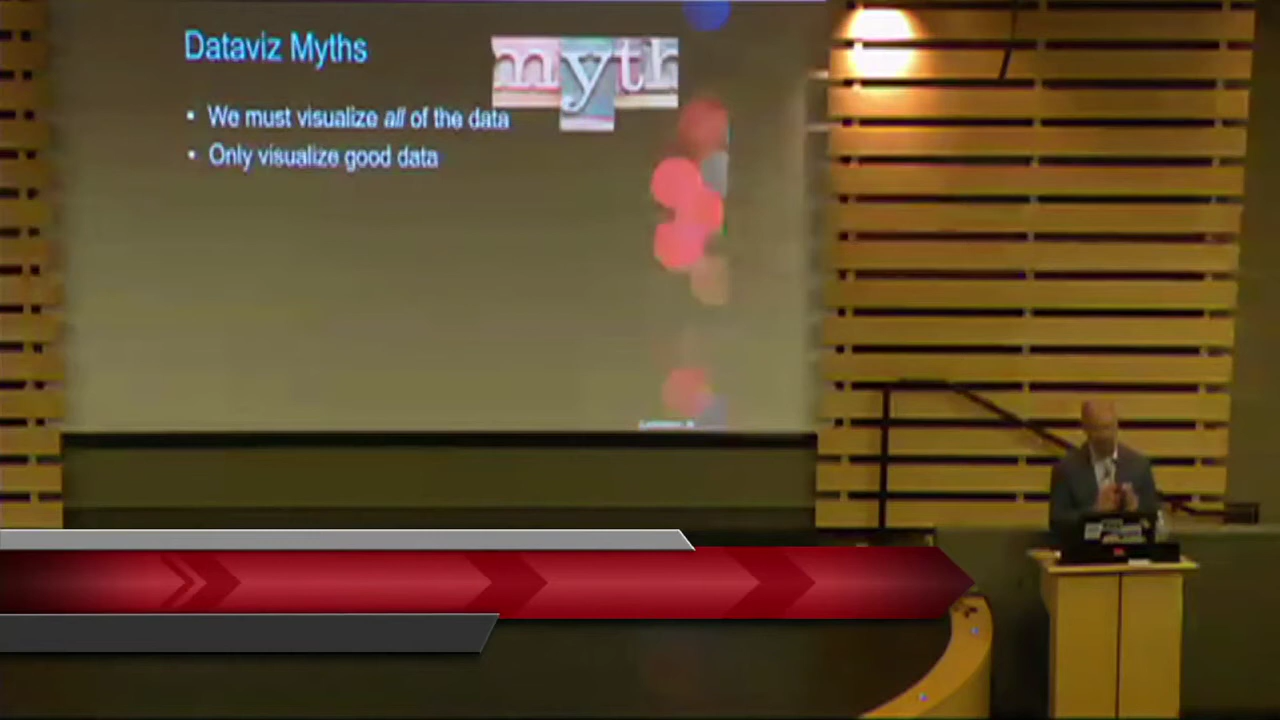 Dataviz Myths
myth
• We must visualize all of the data
• Only visualize good data